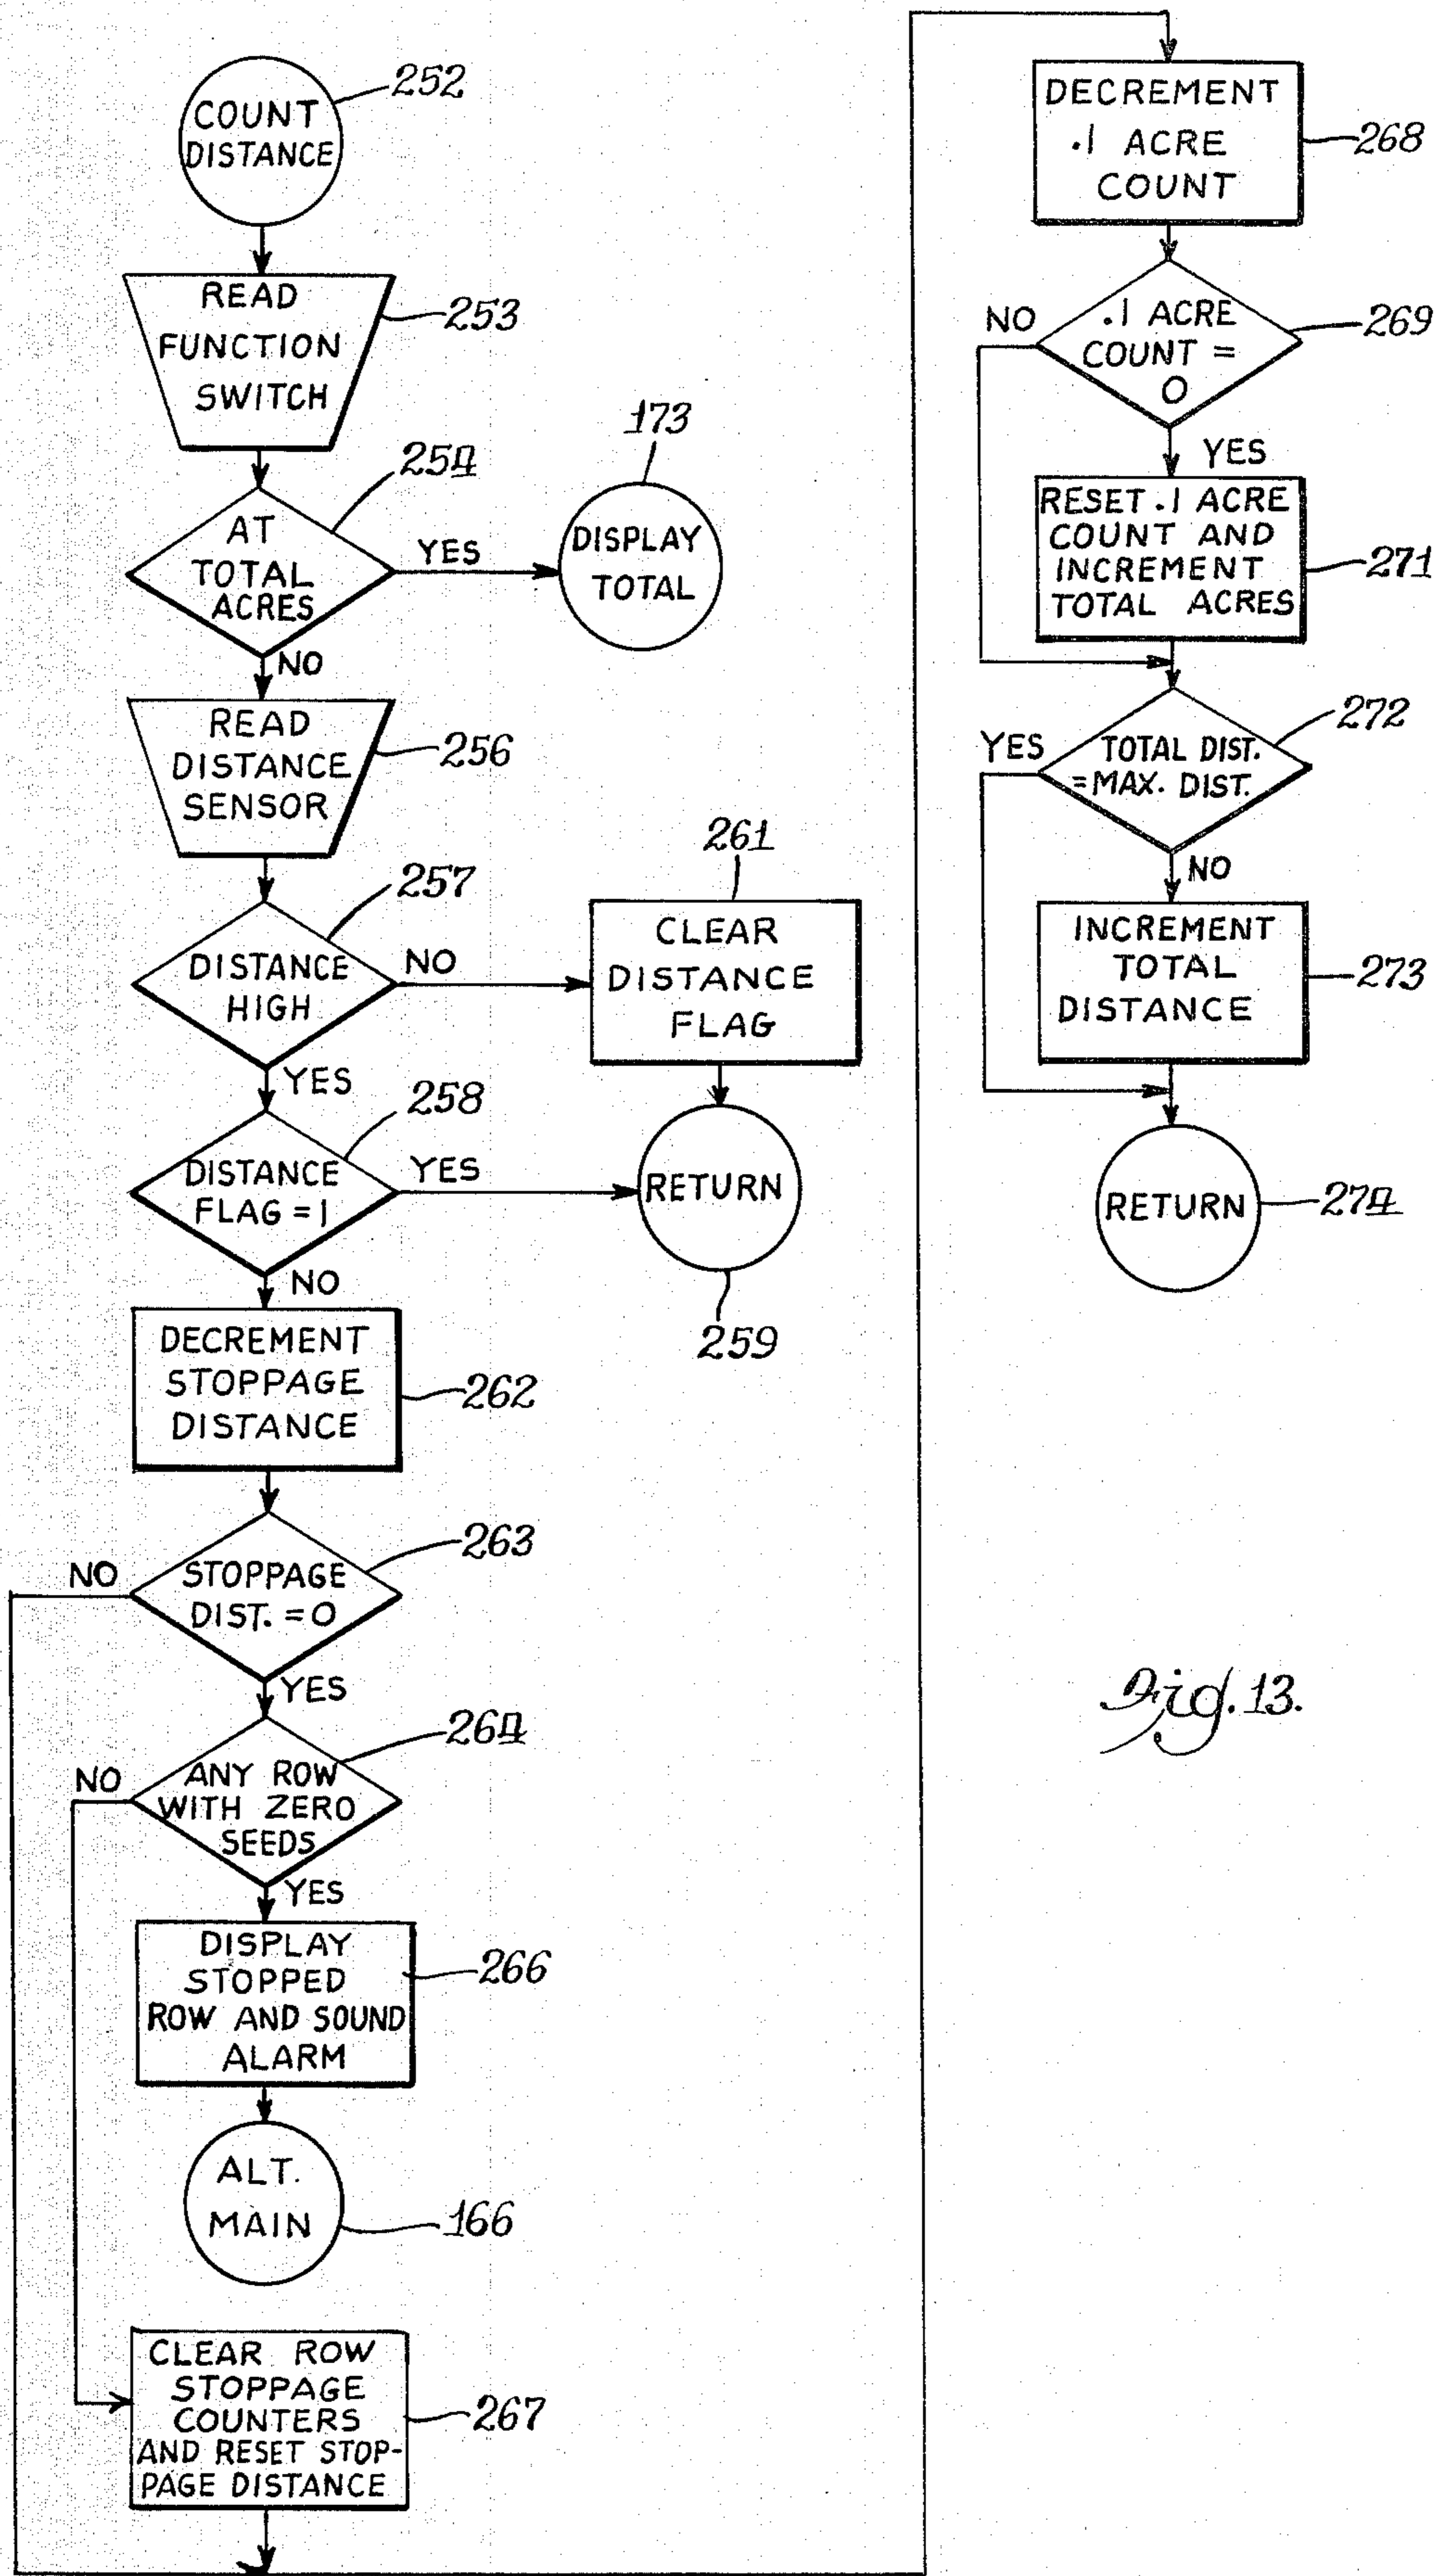 COUNT
DISTANCE
252
READ
FUNCTION
SWITCH
253
AT
TOTAL
ACRES
254
YES
NO
DISPLAY
TOTAL
173
READ
DISTANCE
SENSOR
256
DISTANCE
HIGH
257
NO
YES
CLEAR
DISTANCE
FLAG
261
DISTANCE
FLAG = 1
258
YES
NO
RETURN
259
DECREMENT
STOPPAGE
DISTANCE
262
STOPPAGE
DIST. = 0
263
NO
YES
ANY ROW
WITH ZERO
SEEDS
264
NO
YES
DISPLAY
STOPPED
ROW AND SOUND
ALARM
266
ALT.
MAIN
166
CLEAR ROW
STOPPAGE
COUNTERS
AND RESET STOP-
PAGE DISTANCE
267
DECREMENT
.1 ACRE
COUNT
268
.1 ACRE
COUNT =
0
269
NO
YES
RESET .1 ACRE
COUNT AND
INCREMENT
TOTAL ACRES
271
TOTAL DIST.
=MAX. DIST.
272
YES
NO
INCREMENT
TOTAL
DISTANCE
273
RETURN
274
Fig. 13.